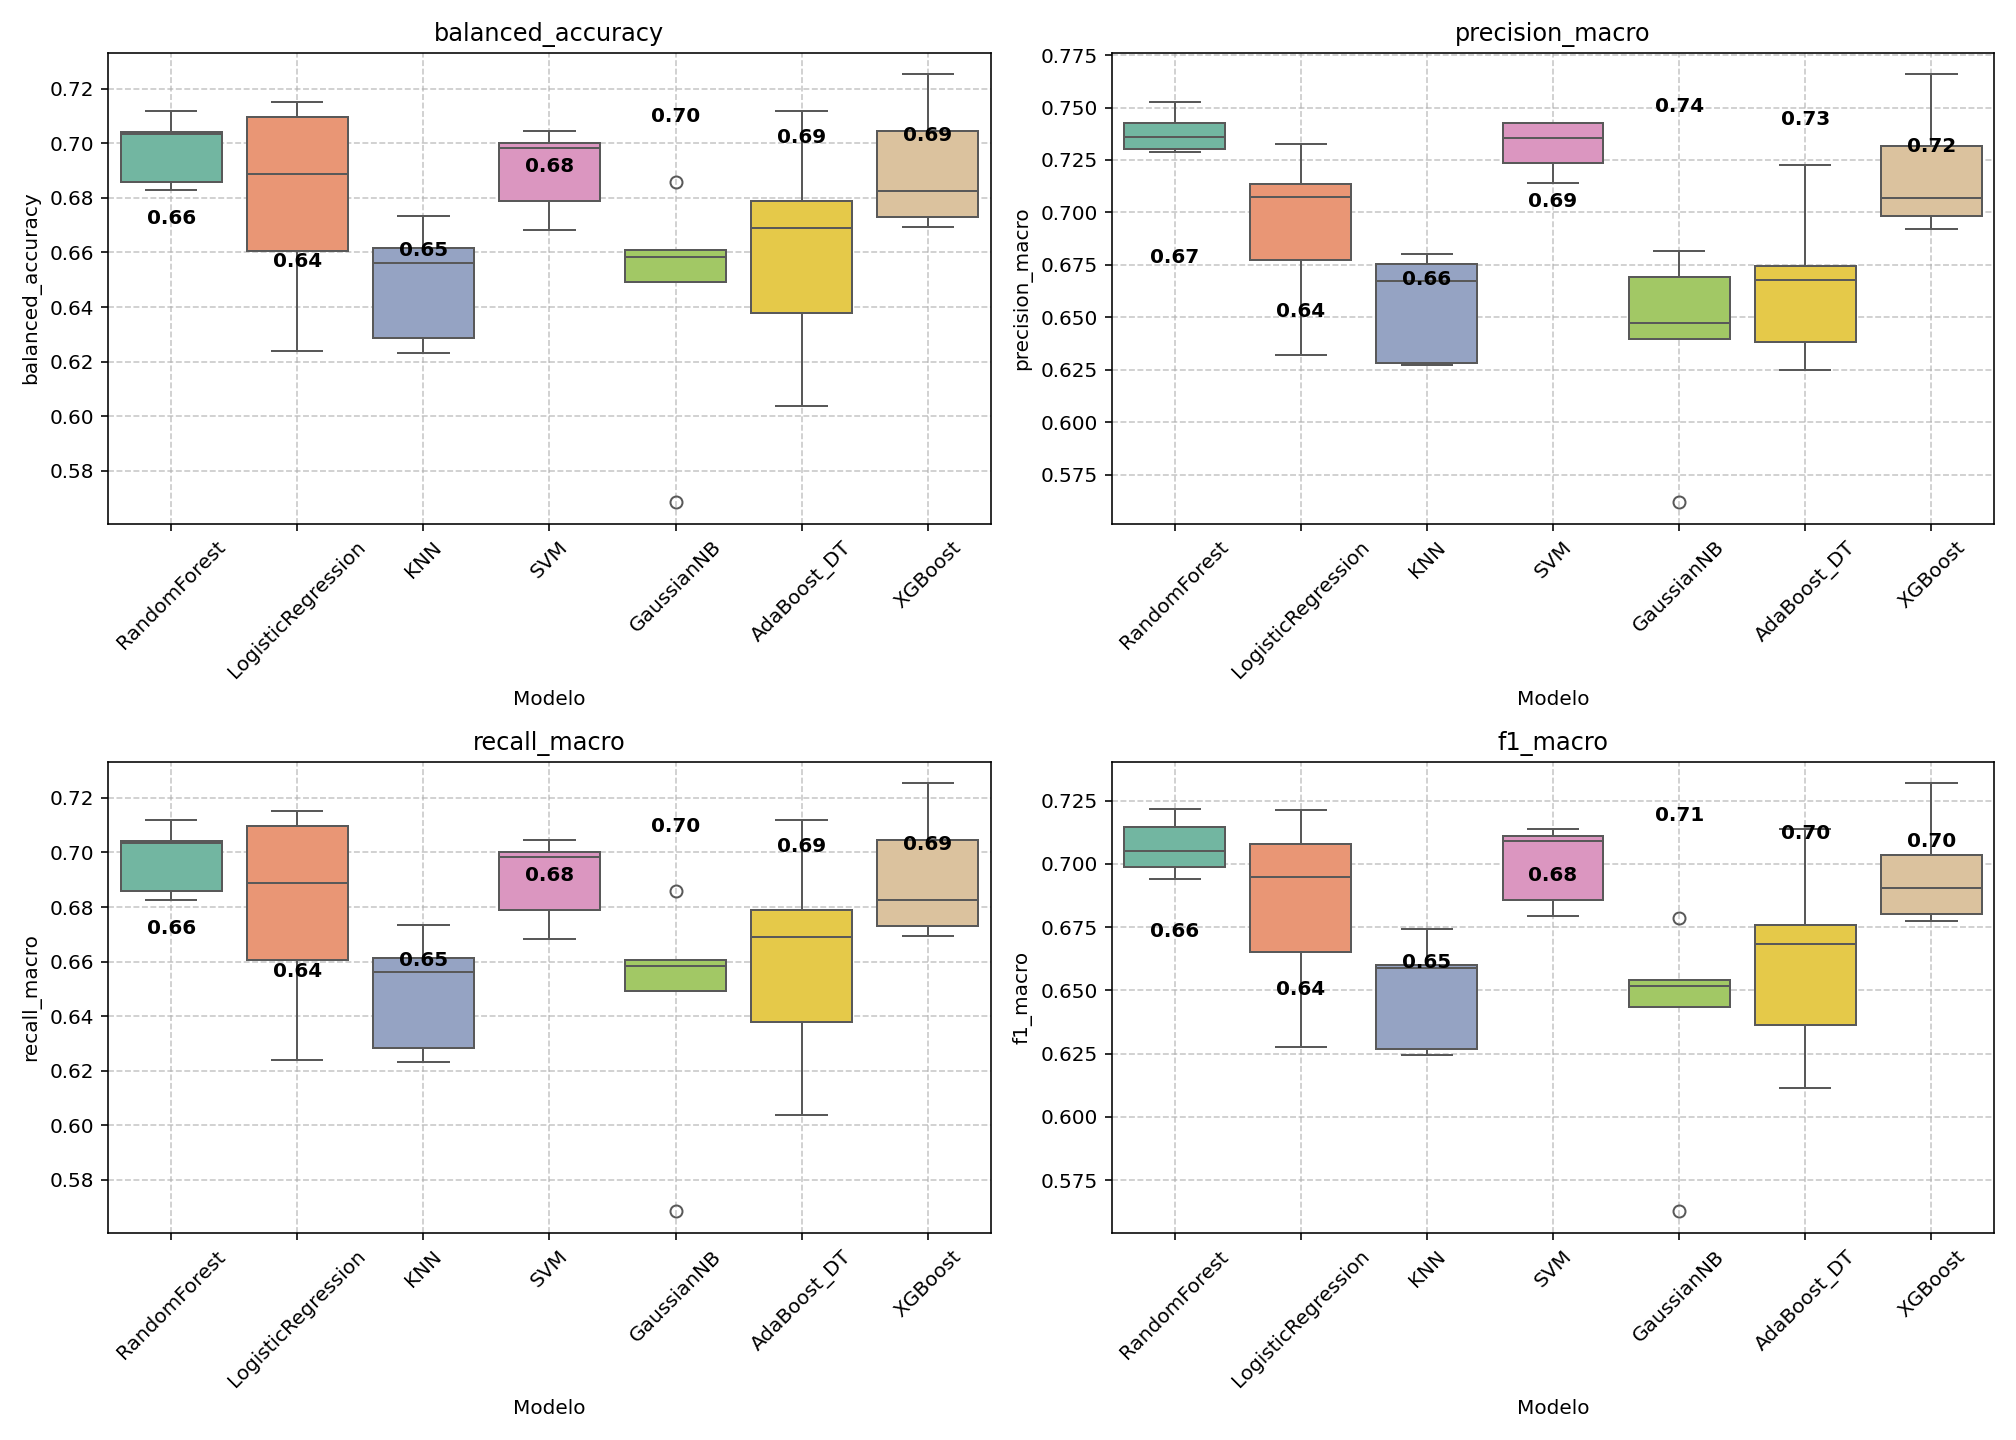 balanced_accuracy
balanced_accuracy
0.72
0.70
0.68
0.66
0.64
0.62
0.60
0.58
0.66
0.64
0.65
0.68
0.70
0.69
0.69
RandomForest
LogisticRegression
KNN
SVM
GaussianNB
AdaBoost_DT
XGBoost
Modelo
precision_macro
precision_macro
0.775
0.750
0.725
0.700
0.675
0.650
0.625
0.600
0.575
0.67
0.64
0.66
0.69
0.74
0.73
0.72
RandomForest
LogisticRegression
KNN
SVM
GaussianNB
AdaBoost_DT
XGBoost
Modelo
recall_macro
recall_macro
0.72
0.70
0.68
0.66
0.64
0.62
0.60
0.58
0.66
0.64
0.65
0.68
0.70
0.69
0.69
RandomForest
LogisticRegression
KNN
SVM
GaussianNB
AdaBoost_DT
XGBoost
Modelo
f1_macro
f1_macro
0.725
0.700
0.675
0.650
0.625
0.600
0.575
0.66
0.64
0.65
0.68
0.71
0.70
0.70
RandomForest
LogisticRegression
KNN
SVM
GaussianNB
AdaBoost_DT
XGBoost
Modelo